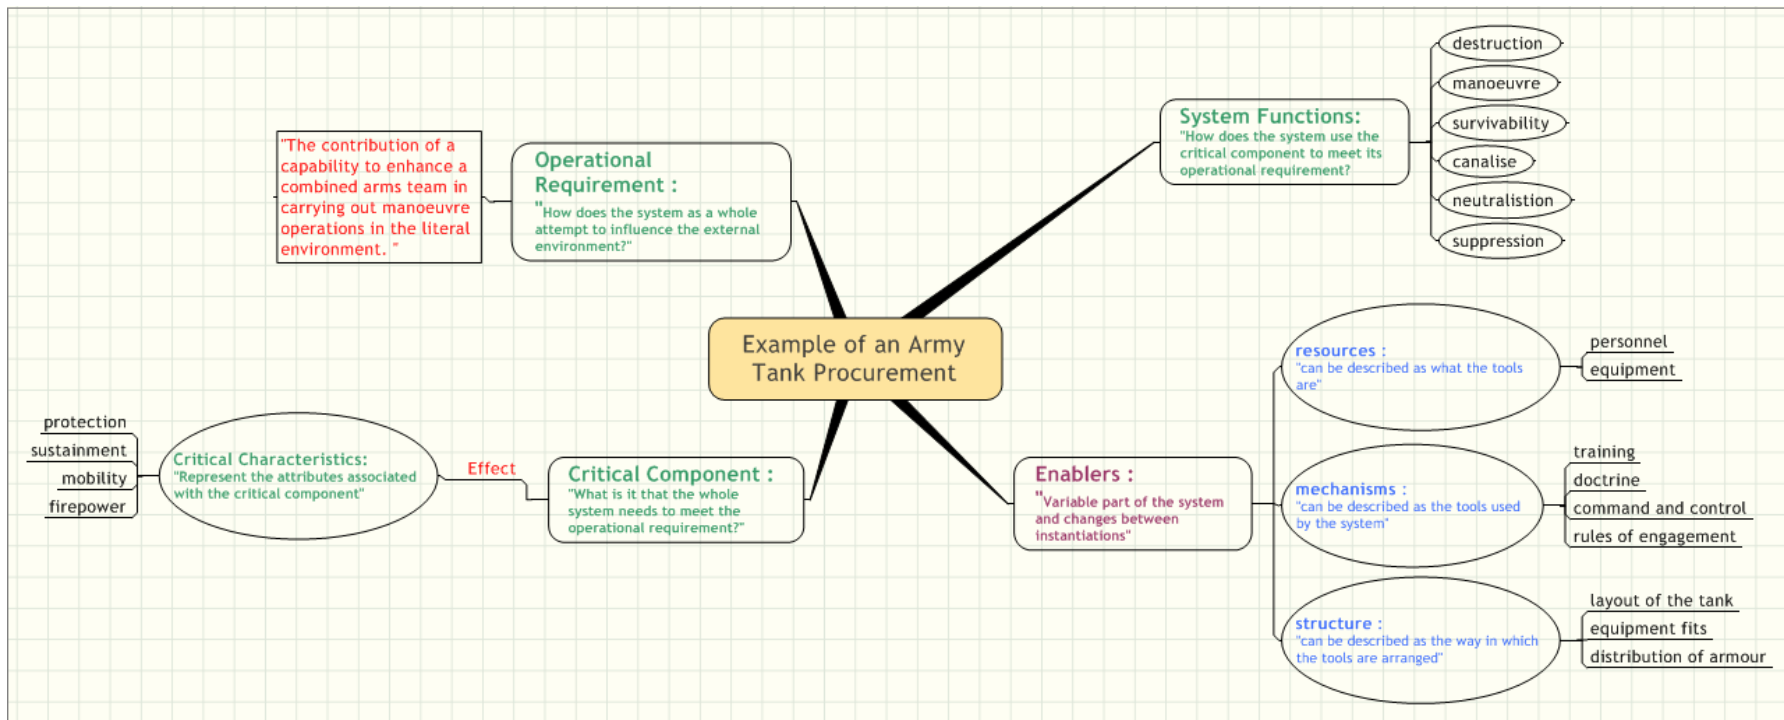 Example of an Army
Tank Procurement
Operational
Requirement :
"How does the system as a whole
attempt to influence the external
environment?"
"The contribution of a
capability to enhance a
combined arms team in
carrying out manoeuvre
operations in the literal
environment. "
System Functions:
"How does the system use the
critical component to meet its
operational requirement?
destruction
manoeuvre
survivability
canalise
neutralistion
suppression
Critical Component :
"What is it that the whole
system needs to meet the
operational requirement?"
Effect
Critical Characteristics:
"Represent the attributes associated
with the critical component"
protection
sustainment
mobility
firepower
Enablers :
"Variable part of the system
and changes between
instantiations"
resources :
"can be described as what the tools
are"
personnel
equipment
mechanisms :
"can be described as the tools used
by the system"
training
doctrine
command and control
rules of engagement
structure :
"can be described as the way in which
the tools are arranged"
layout of the tank
equipment fits
distribution of armour